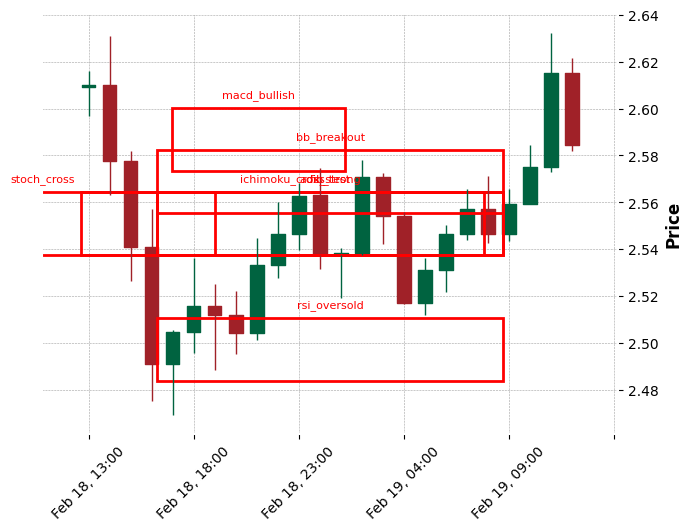 2.64
2.62
macd_bullish
2.60
bb_breakout
2.58
stoch_cross
2.56
2.54
2.52
rsi_oversold
2.50
2.48
Price
Feb 18, 13:00
Feb 18, 18:00
Feb 18, 23:00
Feb 19, 04:00
Feb 19, 09:00